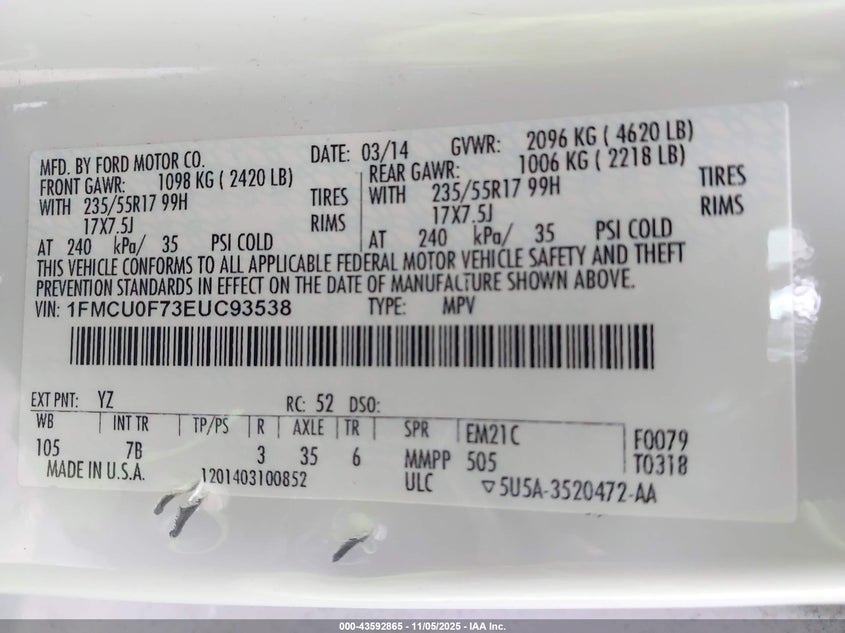 MFD. BY FORD MOTOR CO. DATE: 03/14 GVWR: 2096 KG ( 4620 LB)
FRONT GAWR: 1098 KG ( 2420 LB) REAR GAWR: 1006 KG ( 2218 LB)
WITH 235/55R17 99H TIRES WITH 235/55R17 99H TIRES
17X7.5J RIMS 17X7.5J RIMS
AT 240 kPa/ 35 PSI COLD AT 240 kPa/ 35 PSI COLD
THIS VEHICLE CONFORMS TO ALL APPLICABLE FEDERAL MOTOR VEHICLE SAFETY AND THEFT
PREVENTION STANDARDS IN EFFECT ON THE DATE OF MANUFACTURE SHOWN ABOVE.
VIN: 1FMCU0F73EUC93538 TYPE: MPV
EXT PNT: YZ RC: 52 DSO:
WB INT TR TP/PS R AXLE TR SPR EM21C F0079
105 7B 3 35 6 MMPP 505 T0318
MADE IN U.S.A. 1201403100852 ULC ▽5U5A-3520472-AA
000-43592865 - 11/05/2025 - IAA Inc.